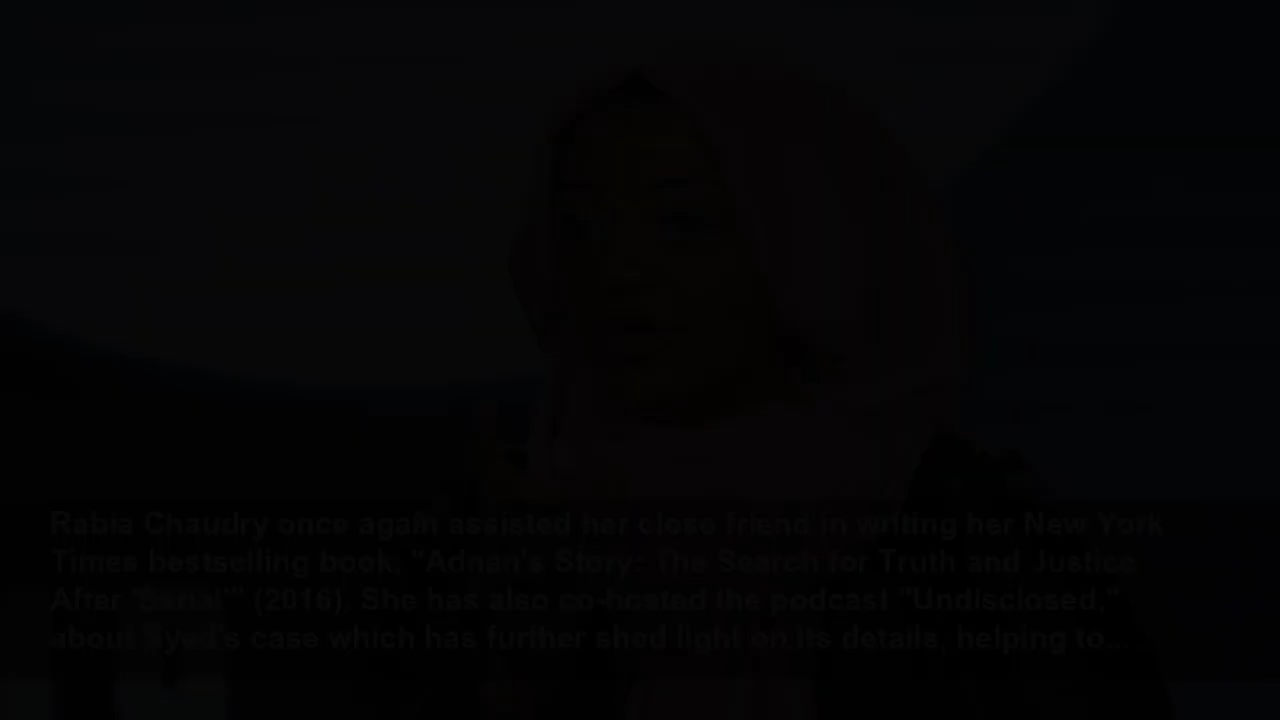 Rabia Chaudry once again assisted her close friend in writing her New York
Times bestselling book, "Adnan's Story: The Search for Truth and Justice
After 'Serial'" (2016). She has also co-hosted the podcast "Undisclosed,"
about Syed's case which has further shed light on its details, helping to...